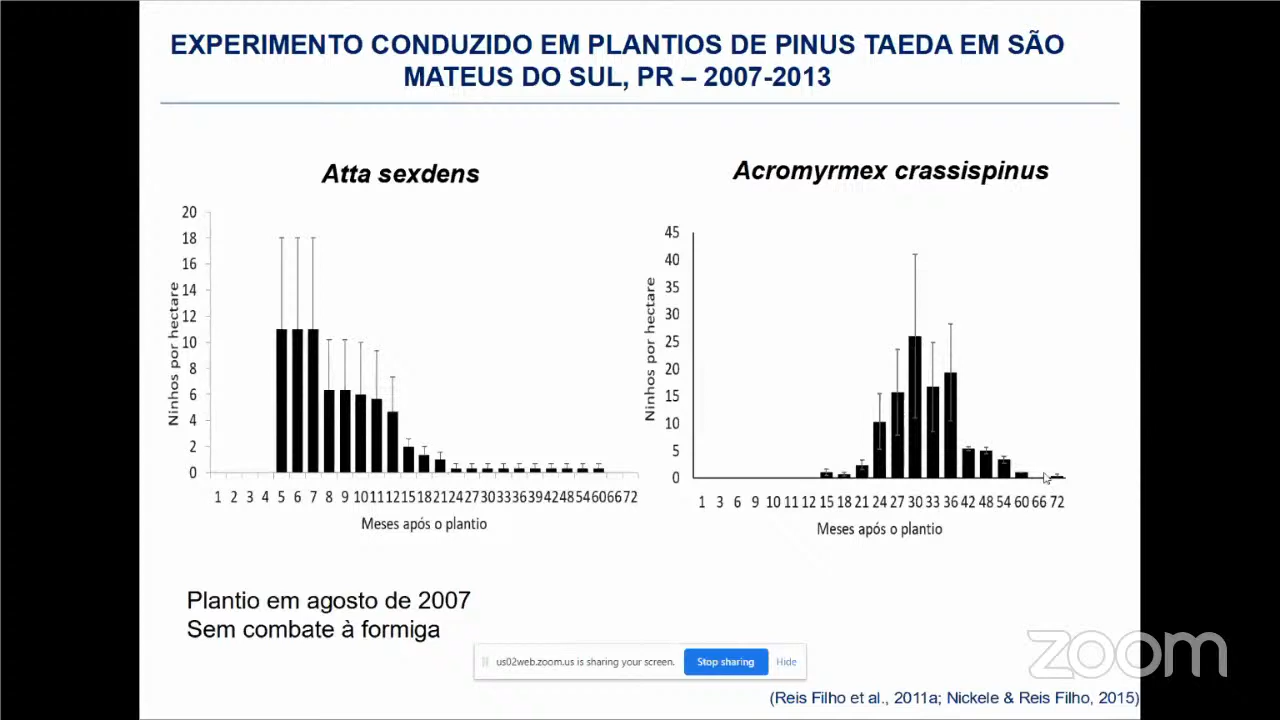 EXPERIMENTO CONDUZIDO EM PLANTIOS DE PINUS TAEDA EM SÃO
MATEUS DO SUL, PR – 2007-2013
Atta sexdens
20
18
16
14
12
10
8
6
4
2
0
Ninhos por hectare
1 2 3 4 5 6 7 8 9 10 11 12 15 18 21 24 27 30 33 36 39 42 48 54 60 66 72
Meses após o plantio
Acromyrmex crassispinus
45
40
35
30
25
20
15
10
5
0
Ninhos por hectare
1 3 6 9 10 11 12 15 18 21 24 27 30 33 36 42 48 54 60 66 72
Meses após o plantio
Plantio em agosto de 2007
Sem combate à formiga
us02web.zoom.us is sharing your screen. Stop sharing Hide
zoom
(Reis Filho et al., 2011a; Nickele & Reis Filho, 2015)